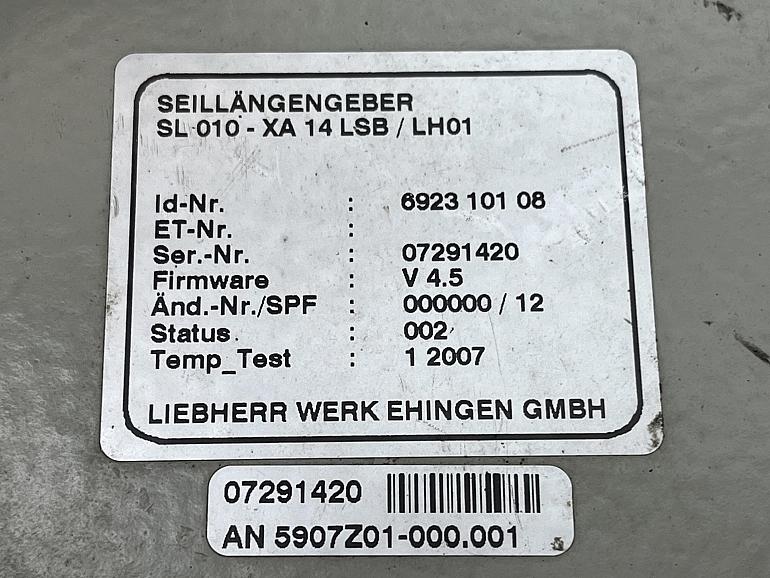 SEILLÄNGENGEBER
SL 010 - XA 14 LSB / LH01
Id-Nr. : 6923 101 08
ET-Nr. :
Ser.-Nr. : 07291420
Firmware : V 4.5
Änd.-Nr./SPF : 000000 / 12
Status : 002
Temp_Test : 1 2007
LIEBHERR WERK EHINGEN GMBH
07291420
AN 5907Z01-000.001